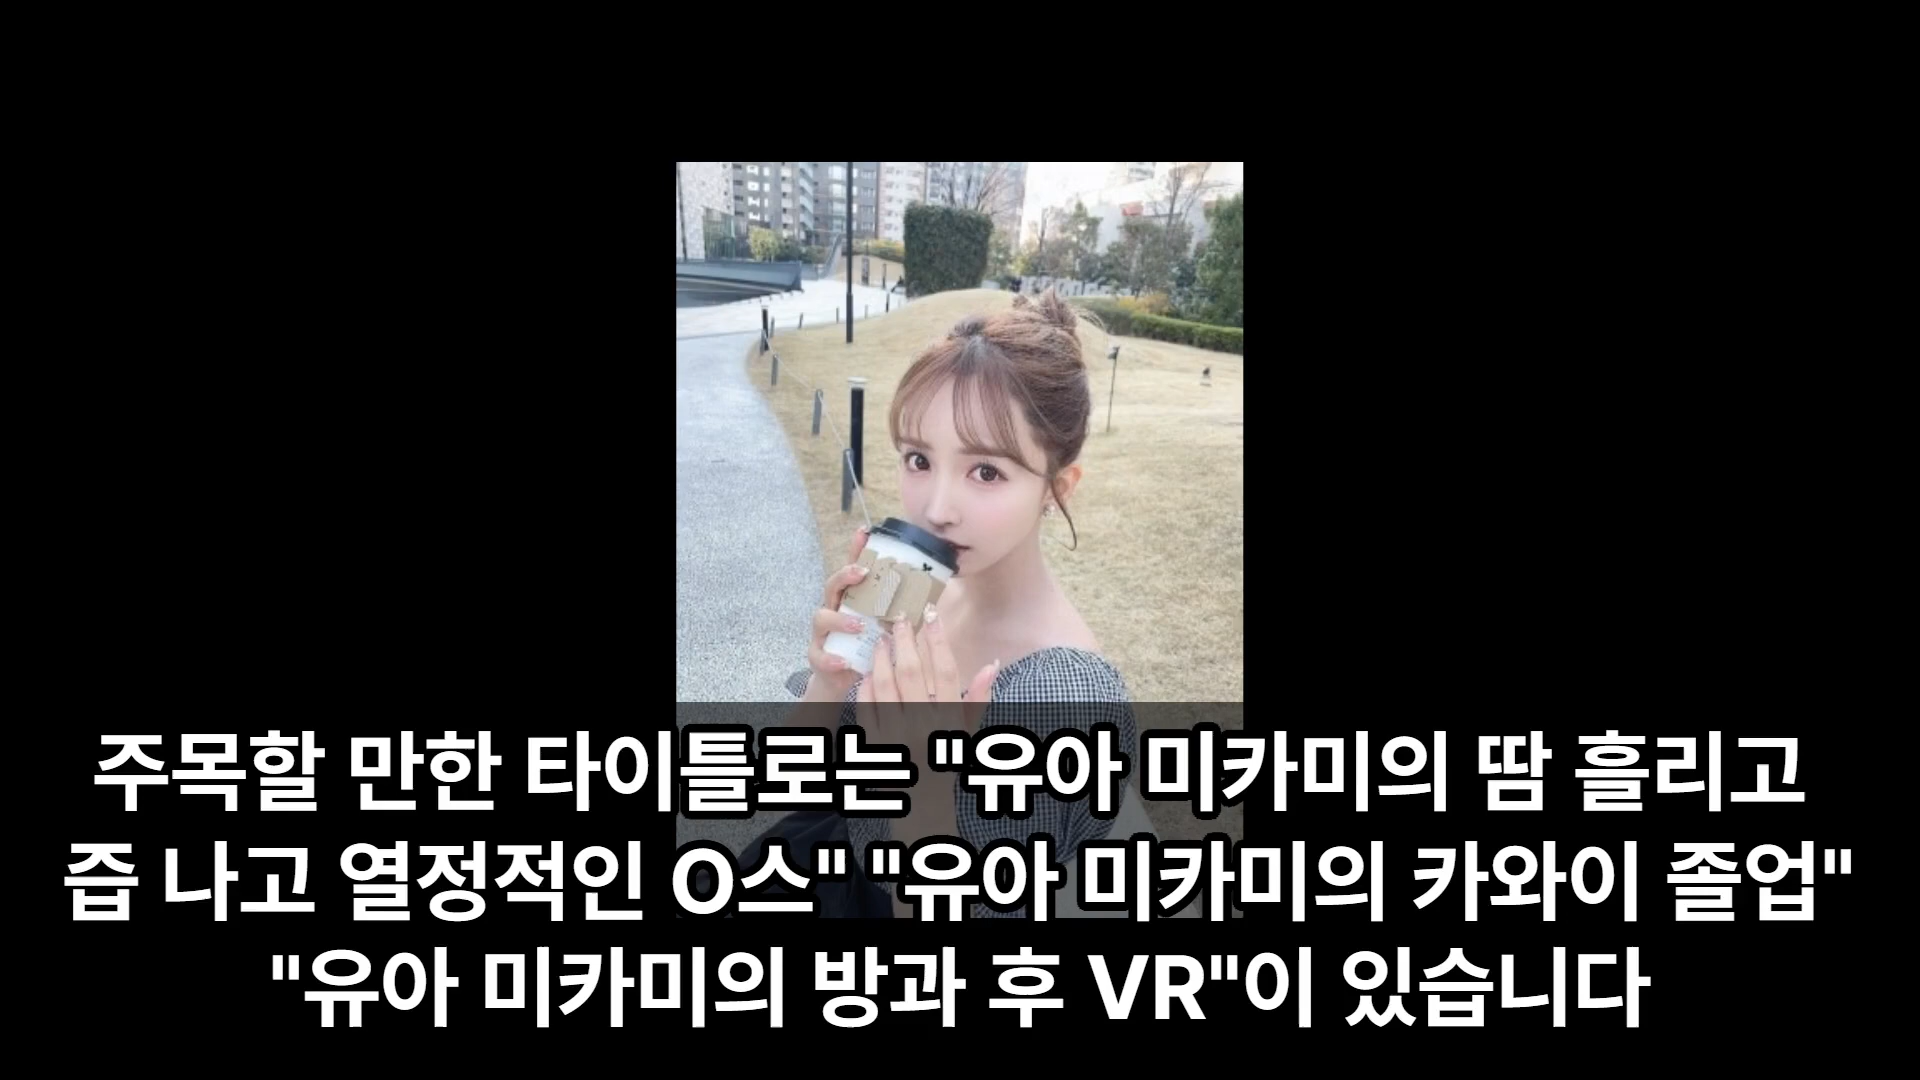 주목할 만한 타이틀로는 "유아 미카미의 땀 흘리고
즙 나고 열정적인 O스" "유아 미카미의 카와이 졸업"
"유아 미카미의 방과 후 VR"이 있습니다